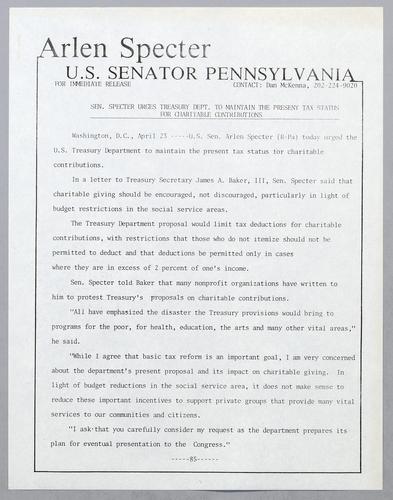 Arlen Specter
U.S. SENATOR PENNSYLVANIA
FOR IMMEDIATE RELEASE CONTACT: Dan McKenna, 202-224-9020
SEN. SPECTER URGES TREASURY DEPT. TO MAINTAIN THE PRESENT TAX STATUS
FOR CHARITABLE CONTRIBUTIONS
Washington, D.C., April 23 -----U.S. Sen. Arlen Specter (R-Pa) today urged the
U.S. Treasury Department to maintain the present tax status for charitable
contributions.
In a letter to Treasury Secretary James A. Baker, III, Sen. Specter said that
charitable giving should be encouraged, not discouraged, particularly in light of
budget restrictions in the social service areas.
The Treasury Department proposal would limit tax deductions for charitable
contributions, with restrictions that those who do not itemize should not be
permitted to deduct and that deductions be permitted only in cases
where they are in excess of 2 percent of one's income.
Sen. Specter told Baker that many nonprofit organizations have written to
him to protest Treasury's proposals on charitable contributions.
"All have emphasized the disaster the Treasury provisions would bring to
programs for the poor, for health, education, the arts and many other vital areas,"
he said.
"While I agree that basic tax reform is an important goal, I am very concerned
about the department's present proposal and its impact on charitable giving. In
light of budget reductions in the social service area, it does not make sense to
reduce these important incentives to support private groups that provide many vital
services to our communities and citizens.
"I ask that you carefully consider my request as the department prepares its
plan for eventual presentation to the Congress."
-----85------